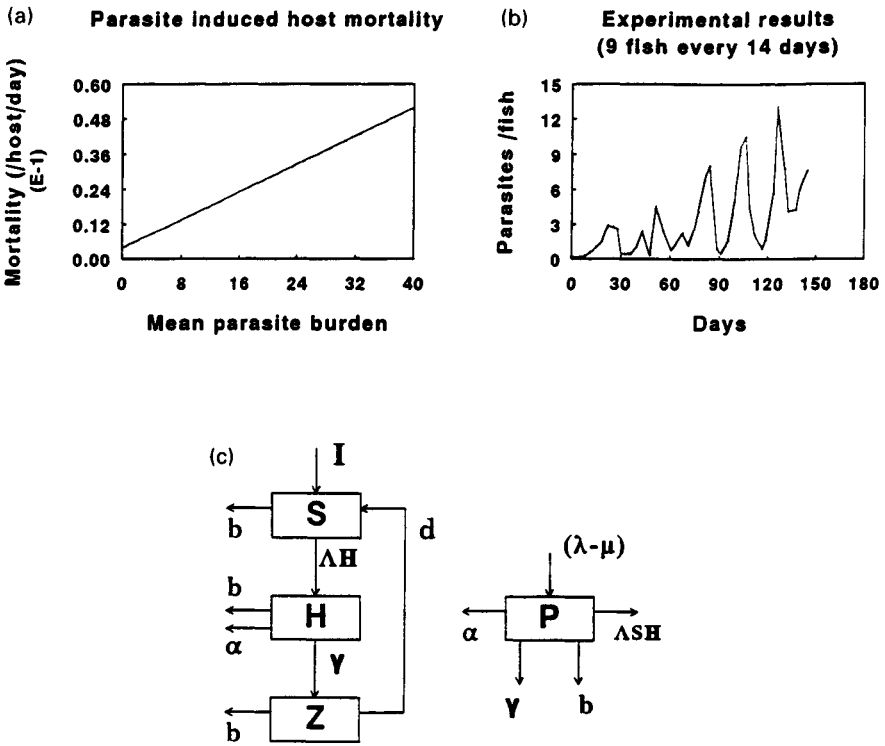 (a)
Parasite induced host mortality
Mortality (/host/day)
(E-1)
0.60
0.48
0.36
0.24
0.12
0.00
0 8 16 24 32 40
Mean parasite burden
(b)
Experimental results
(9 fish every 14 days)
Parasites /fish
15
12
9
6
3
0
0 30 60 90 120 150 180
Days
(c)
I
S
b
d
ΛH
b
H
α
γ
Z
b
(λ-μ)
P
α
ΛSH
γ
b